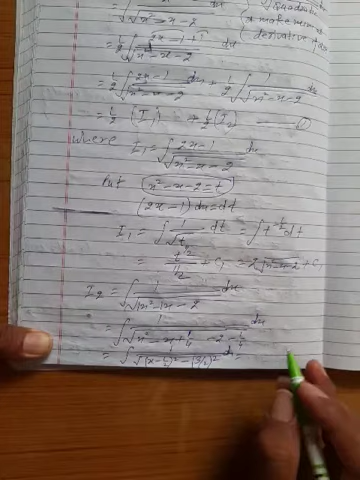 ∫ / √x²-x-2 { Quadratic
= ½ ∫ 2x-1+1 / √x²-x-2 dx
= ½ ∫ 2x-1 / √x²-x-2 dx + ½ ∫ 1 / √x²-x-2 dx
= ½ (I₁) + ½ (I₂)
where I₁ = ∫ 2x-1 / √x²-x-2 dx
Put x²-x-2=t
(2x-1)dx=dt
I₁ = ∫ 1/√t dt = ∫ t^-½ dt
= t^½ / ½ + C₁ = 2√x²-x-2 + C₁
I₂ = ∫ 1 / √x²-x-2 dx
= ∫ 1 / √x²-x+¼ -2-¼ dx
= ∫ 1 / √(x-½)²-(3/2)² dx =